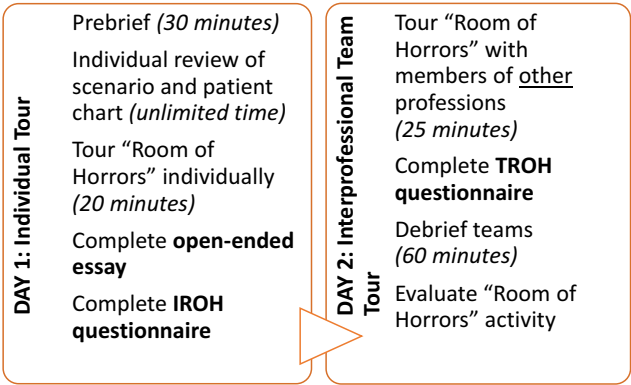 DAY 1: Individual Tour
Prebrief (30 minutes)
Individual review of
scenario and patient
chart (unlimited time)
Tour “Room of
Horrors” individually
(20 minutes)
Complete open-ended
essay
Complete IROH
questionnaire
DAY 2: Interprofessional Team
Tour
Tour “Room of
Horrors” with
members of other
professions
(25 minutes)
Complete TROH
questionnaire
Debrief teams
(60 minutes)
Evaluate “Room of
Horrors” activity